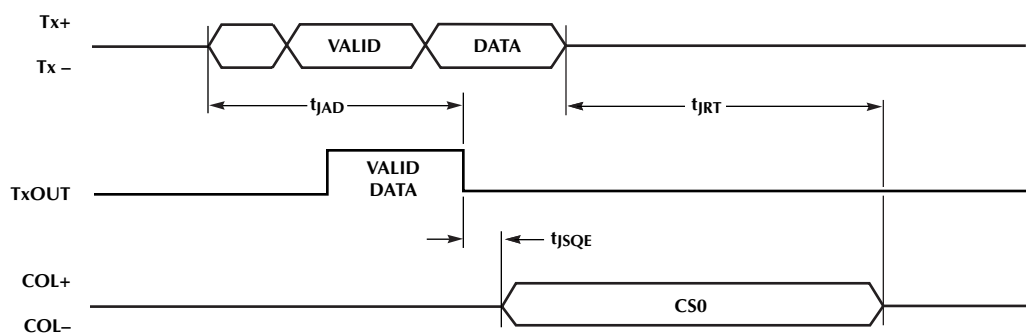 Tx+
Tx –
VALID
DATA
tJAD
tJRT
TxOUT
VALID
DATA
tJSQE
COL+
COL–
CS0